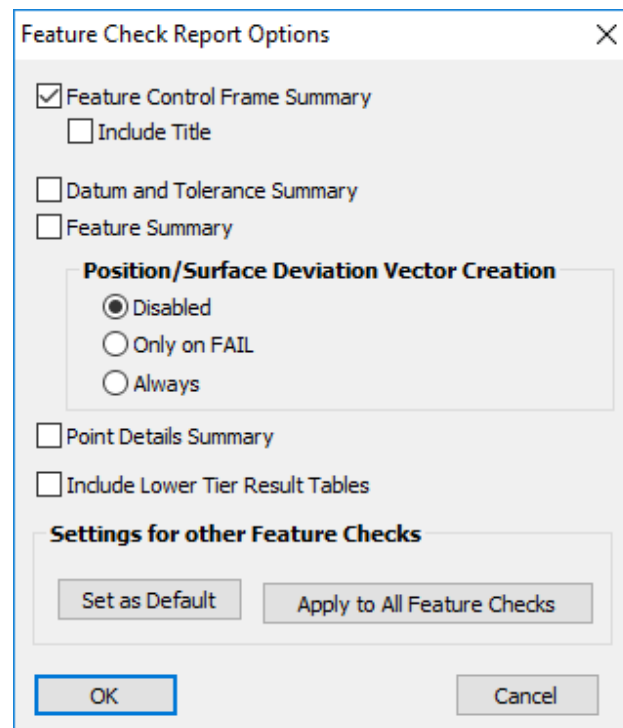 Feature Check Report Options
Feature Control Frame Summary
Include Title
Datum and Tolerance Summary
Feature Summary
Position/Surface Deviation Vector Creation
Disabled
Only on FAIL
Always
Point Details Summary
Include Lower Tier Result Tables
Settings for other Feature Checks
Set as Default Apply to All Feature Checks
OK Cancel